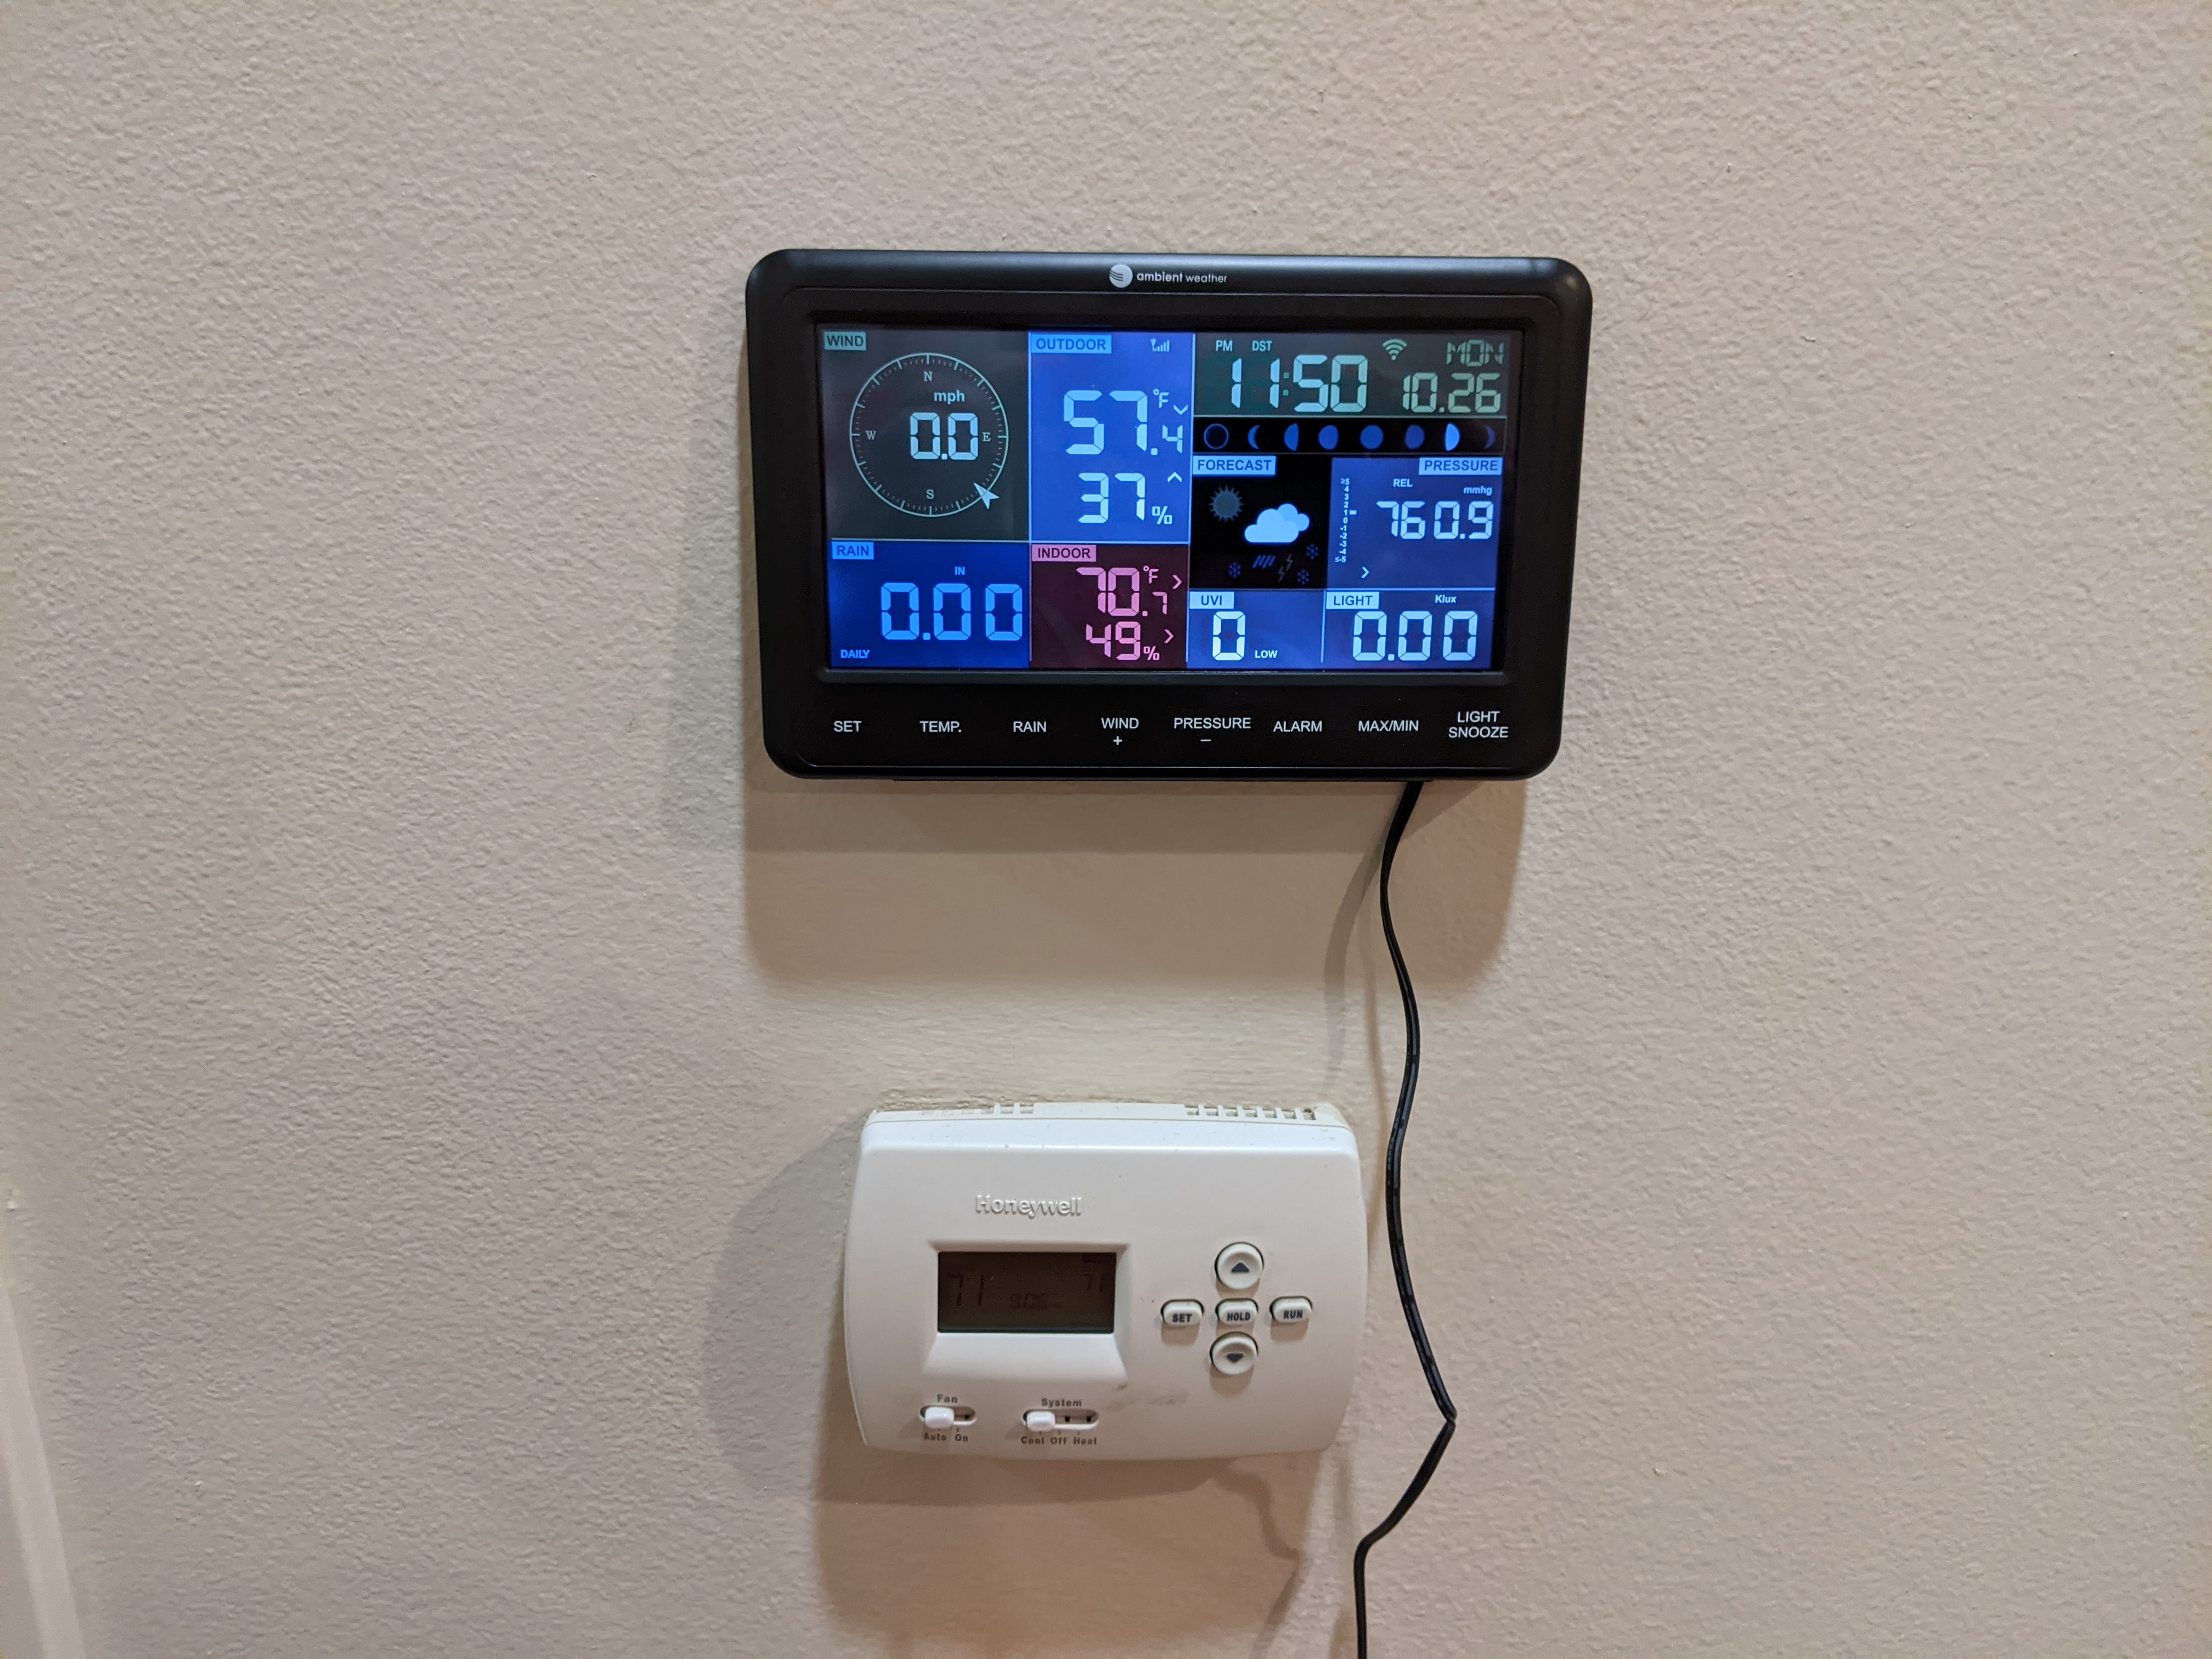 ambient weather
WIND
N
mph
W 0.0 E
S
OUTDOOR
57.4 °F
37 %
PM DST
11:50
MON
10.26
FORECAST
PRESSURE
REL
mmhg
760.9
RAIN
IN
0.00
DAILY
INDOOR
70.7 °F
49 %
UVI
0 LOW
LIGHT Klux
0.00
SET TEMP. RAIN WIND PRESSURE ALARM MAX/MIN LIGHT
+ − SNOOZE
Honeywell
71 71
SET HOLD RUN
Fan System
Auto On Cool Off Heat